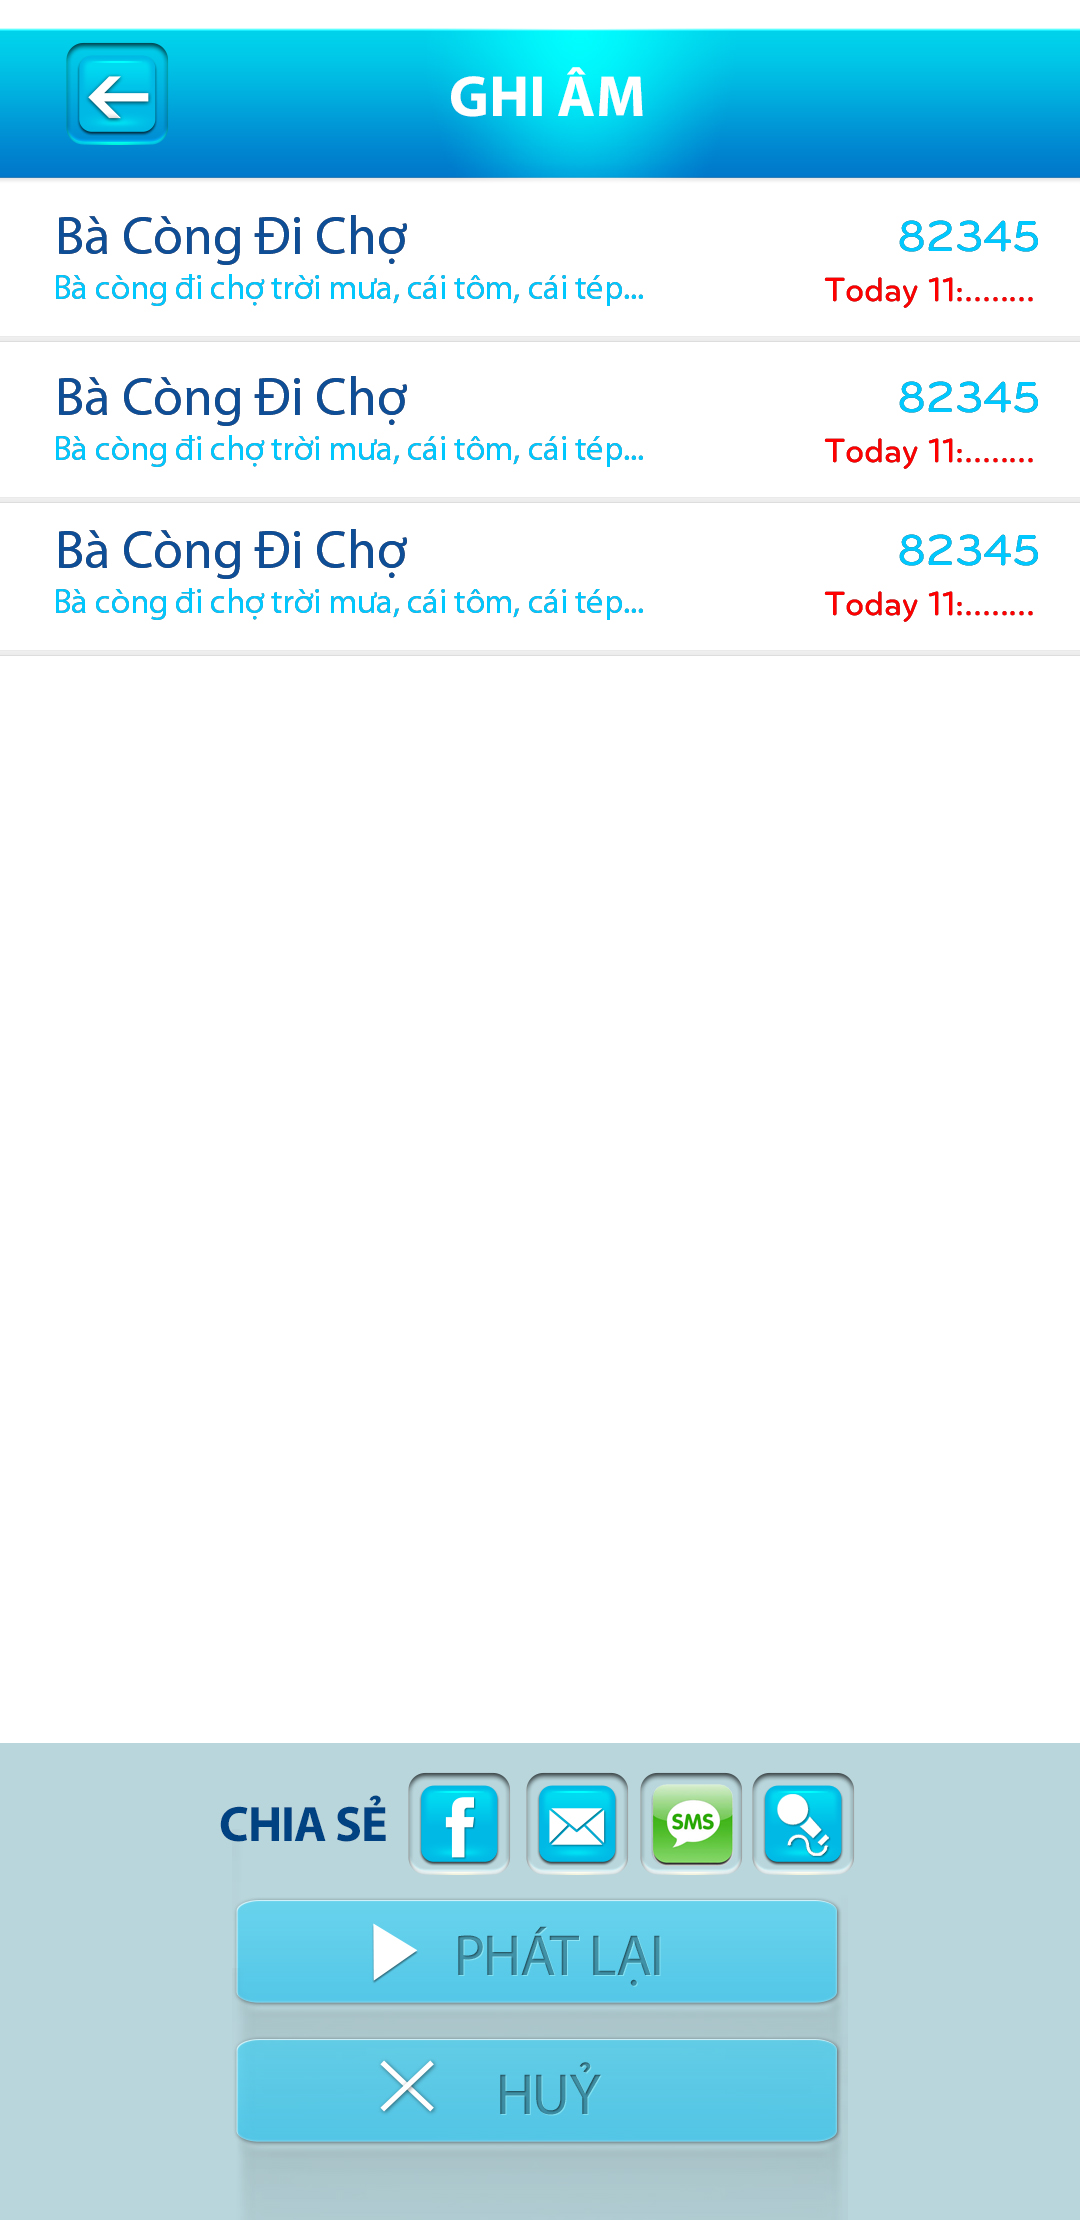 GHI ÂM
Bà Còng Đi Chợ 82345
Bà còng đi chợ trời mưa, cái tôm, cái tép... Today 11:........
Bà Còng Đi Chợ 82345
Bà còng đi chợ trời mưa, cái tôm, cái tép... Today 11:........
Bà Còng Đi Chợ 82345
Bà còng đi chợ trời mưa, cái tôm, cái tép... Today 11:........
CHIA SẺ f SMS
PHÁT LẠI
HUỶ